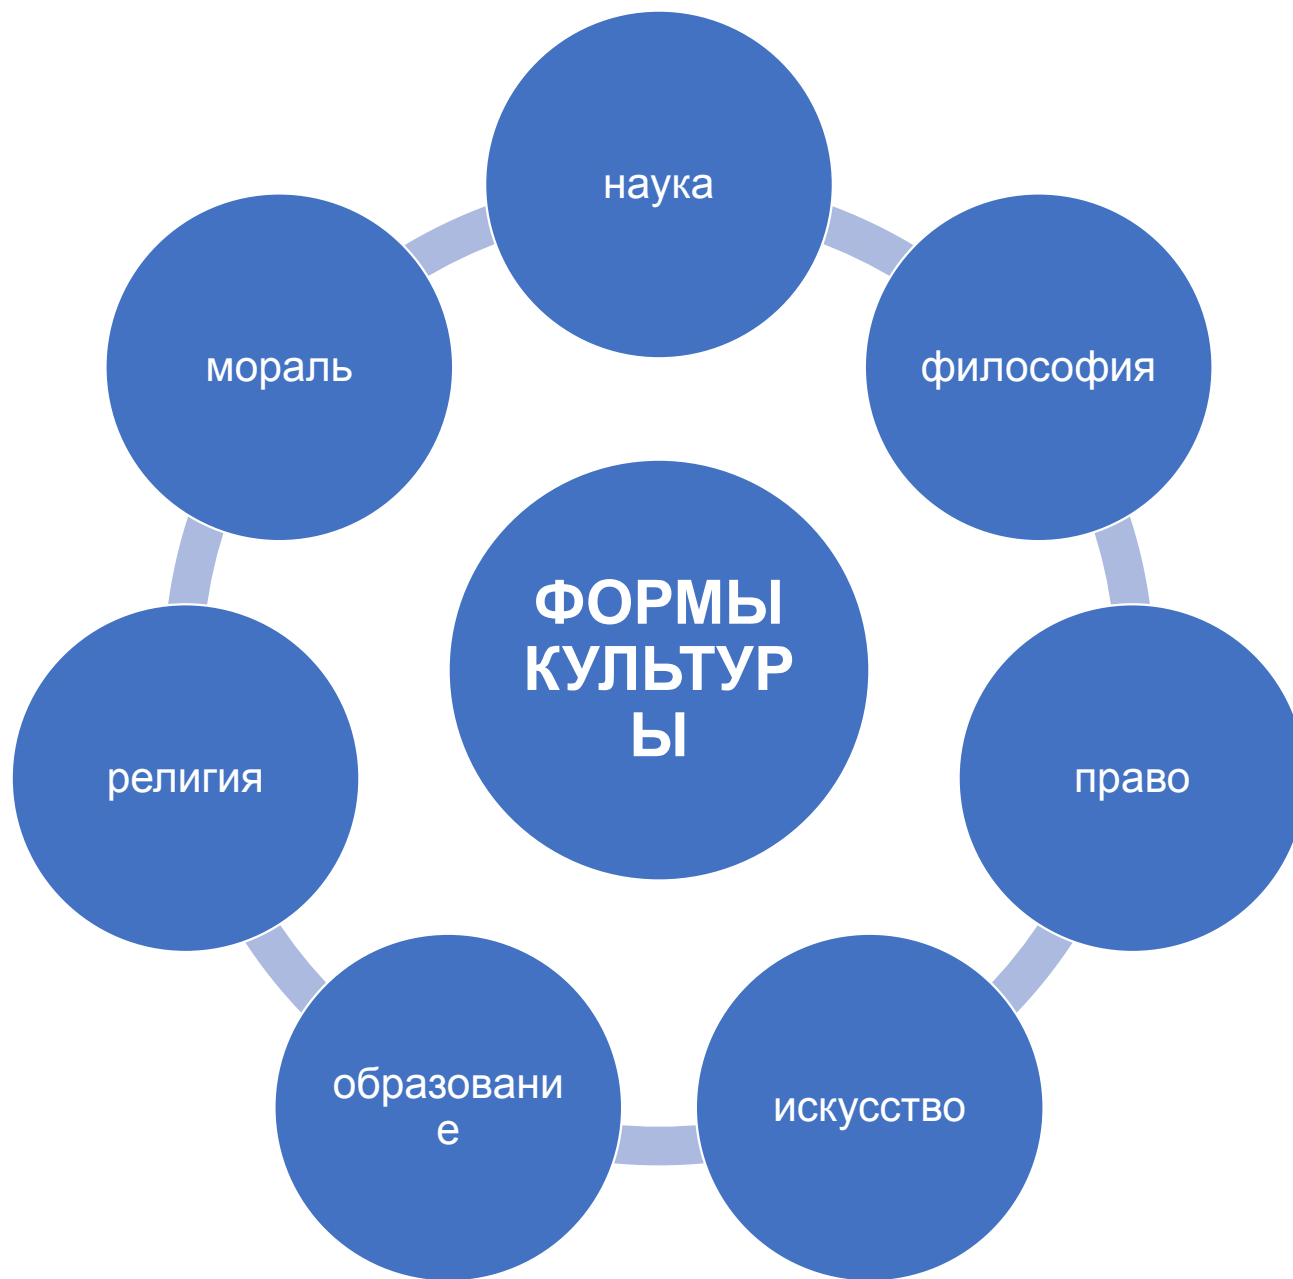 наука
мораль
философия
ФОРМЫ
КУЛЬТУР
Ы
религия
право
образовани
е
искусство